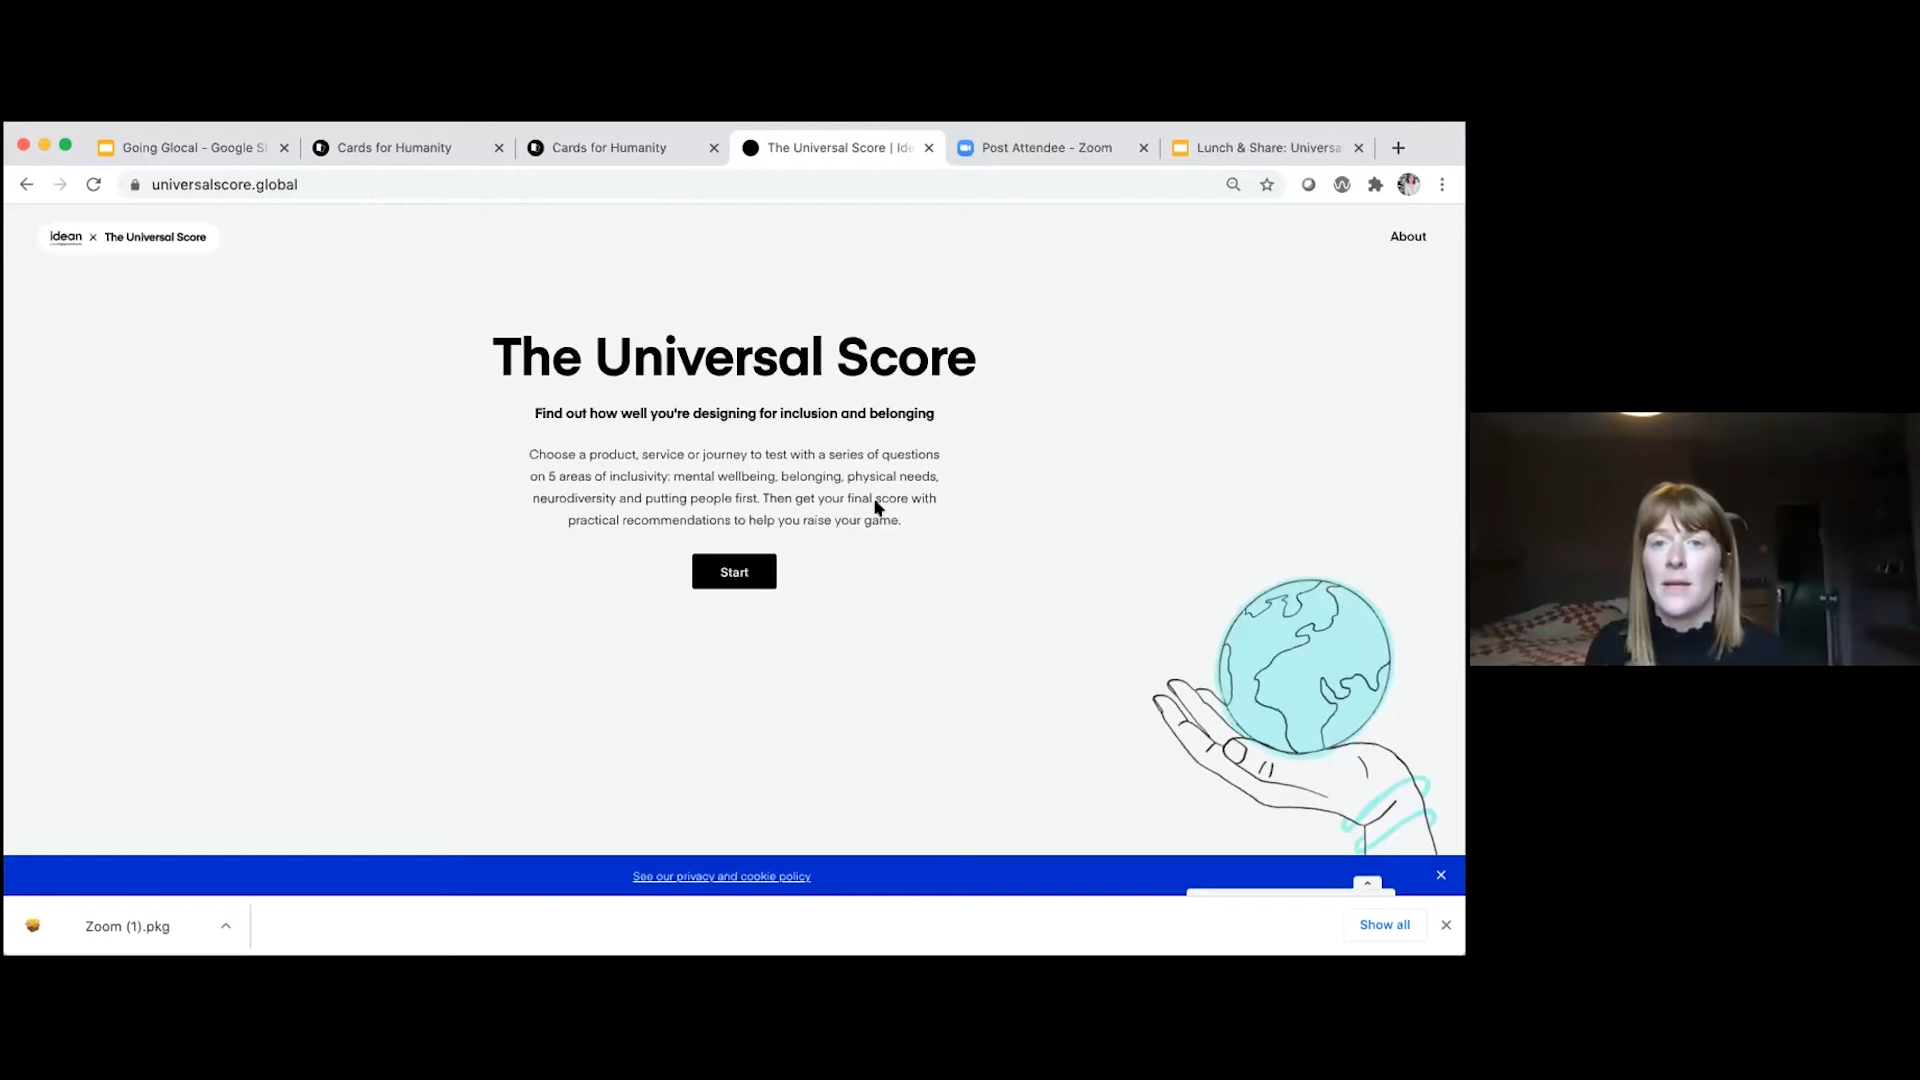 Going Glocal - Google Sl
Cards for Humanity
Cards for Humanity
The Universal Score | Ide
Post Attendee - Zoom
Lunch & Share: Universa
universalscore.global
idean × The Universal Score
About
The Universal Score
Find out how well you're designing for inclusion and belonging
Choose a product, service or journey to test with a series of questions
on 5 areas of inclusivity: mental wellbeing, belonging, physical needs,
neurodiversity and putting people first. Then get your final score with
practical recommendations to help you raise your game.
Start
See our privacy and cookie policy
Zoom (1).pkg
Show all